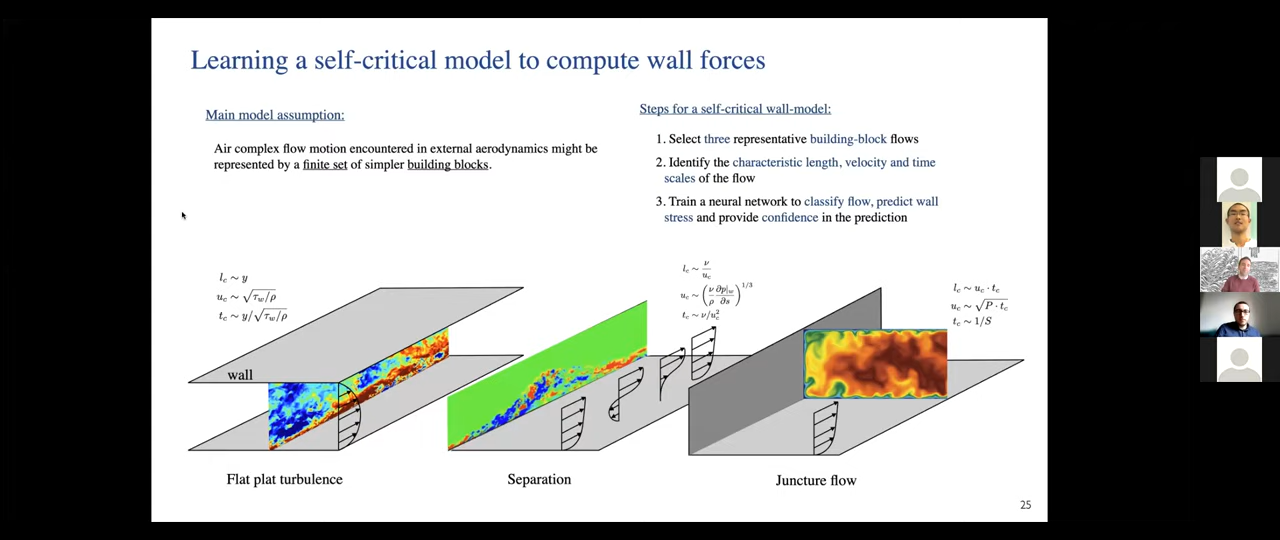 Learning a self-critical model to compute wall forces
Main model assumption:
Air complex flow motion encountered in external aerodynamics might be
represented by a finite set of simpler building blocks.
Steps for a self-critical wall-model:
1. Select three representative building-block flows
2. Identify the characteristic length, velocity and time
scales of the flow
3. Train a neural network to classify flow, predict wall
stress and provide confidence in the prediction
l_c ~ y
u_c ~ √τ_w/ρ
t_c ~ y/√τ_w/ρ
wall
Flat plat turbulence
l_c ~ ν/u_c
u_c ~ (ν/ρ ∂p|_w/∂s)^1/3
t_c ~ ν/u_c^2
Separation
l_c ~ u_c · t_c
u_c ~ √P · t_c
t_c ~ 1/S
Juncture flow
25